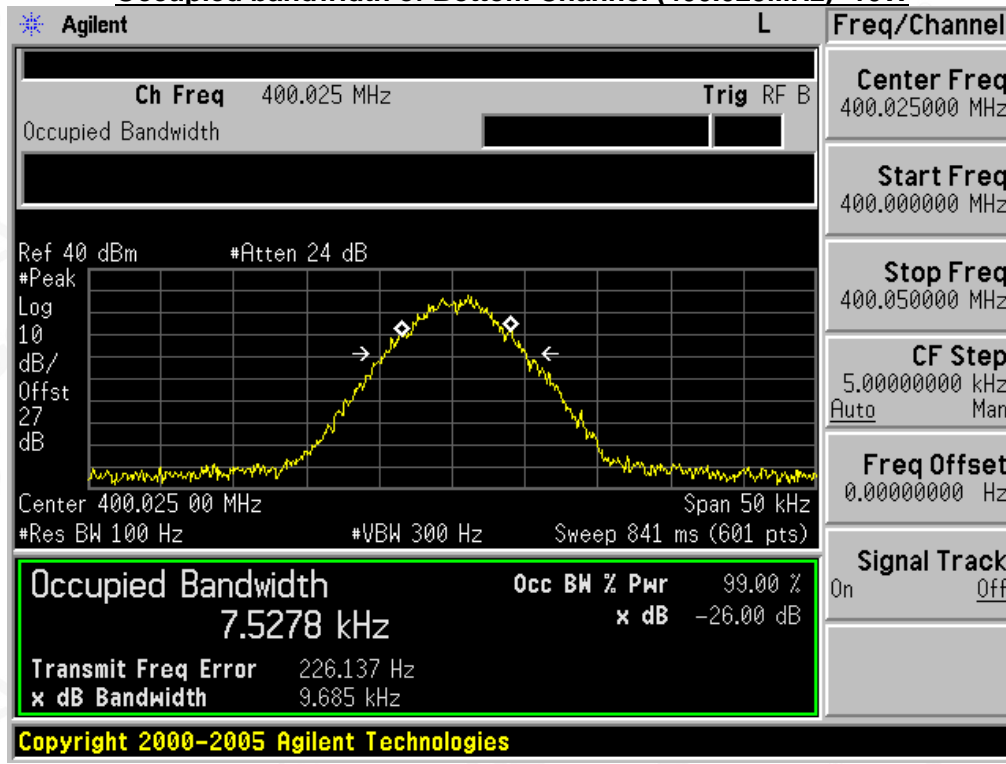 Agilent L Freq/Channel
Ch Freq 400.025 MHz Trig RF B
Occupied Bandwidth
Center Freq
400.025000 MHz
Start Freq
400.000000 MHz
Stop Freq
400.050000 MHz
CF Step
5.00000000 kHz
Auto Man
Freq Offset
0.00000000 Hz
Signal Track
On Off
Ref 40 dBm #Atten 24 dB
#Peak
Log
10
dB/
Offst
27
dB
Center 400.025 00 MHz Span 50 kHz
#Res BW 100 Hz #VBW 300 Hz Sweep 841 ms (601 pts)
Occupied Bandwidth Occ BW % Pwr 99.00 %
7.5278 kHz x dB -26.00 dB
Transmit Freq Error 226.137 Hz
x dB Bandwidth 9.685 kHz
Copyright 2000-2005 Agilent Technologies